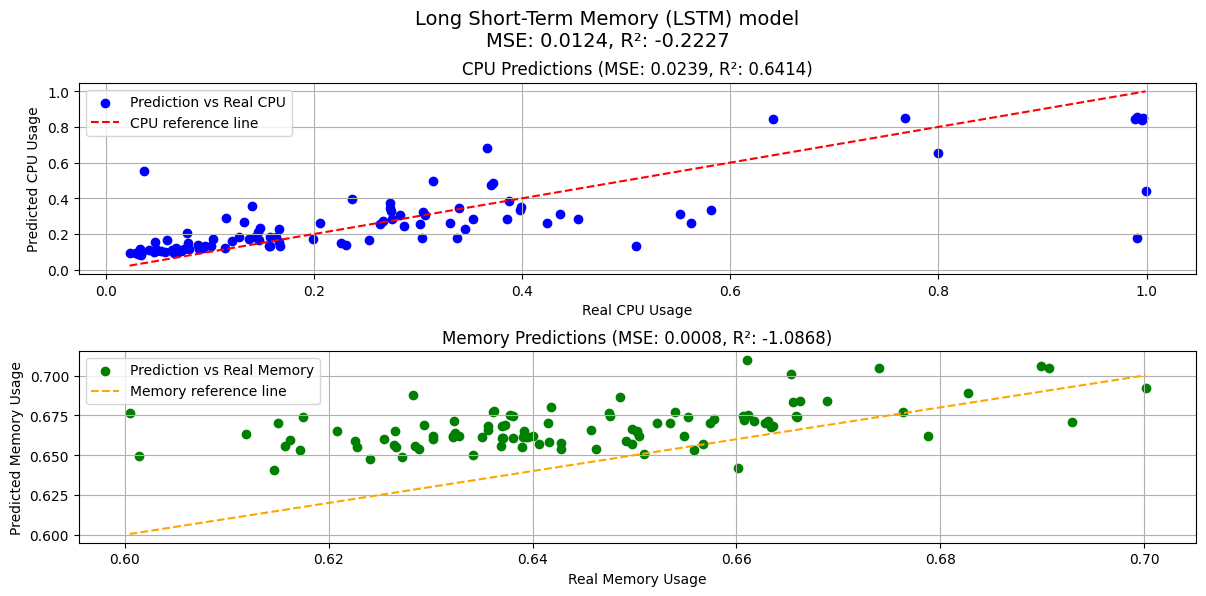 Long Short-Term Memory (LSTM) model
MSE: 0.0124, R²: -0.2227
CPU Predictions (MSE: 0.0239, R²: 0.6414)
Predicted CPU Usage
1.0
0.8
0.6
0.4
0.2
0.0
Prediction vs Real CPU
CPU reference line
0.0 0.2 0.4 0.6 0.8 1.0
Real CPU Usage
Memory Predictions (MSE: 0.0008, R²: -1.0868)
Predicted Memory Usage
0.700
0.675
0.650
0.625
0.600
Prediction vs Real Memory
Memory reference line
0.60 0.62 0.64 0.66 0.68 0.70
Real Memory Usage